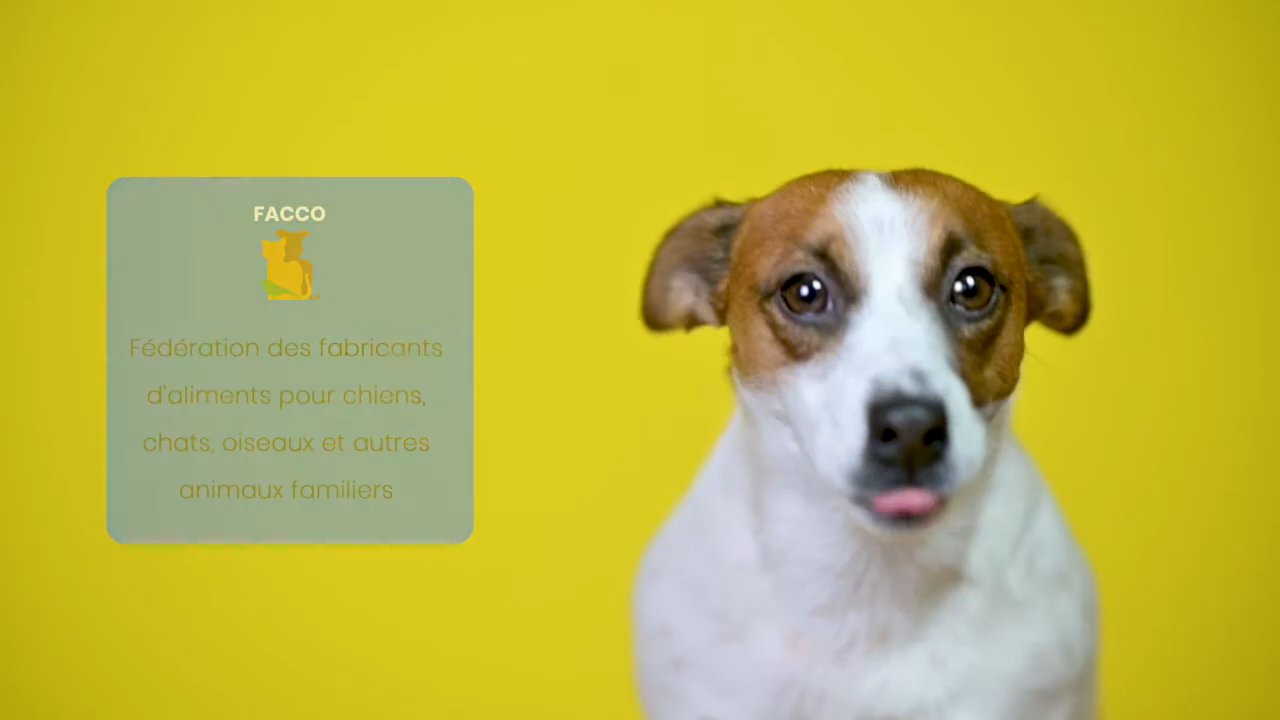 FACCO
Fédération des fabricants
d'aliments pour chiens,
chats, oiseaux et autres
animaux familiers